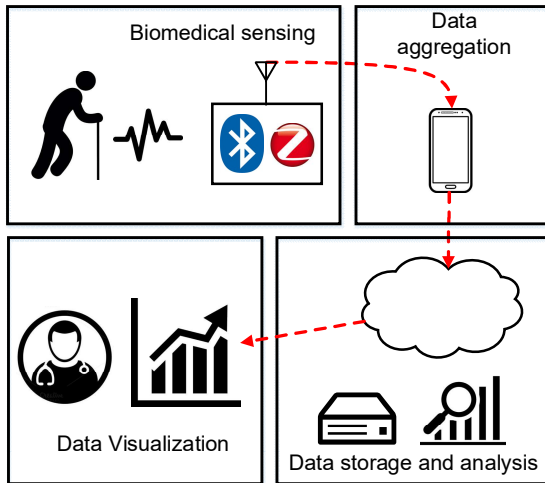 Biomedical sensing
Data
aggregation
Data Visualization
Data storage and analysis